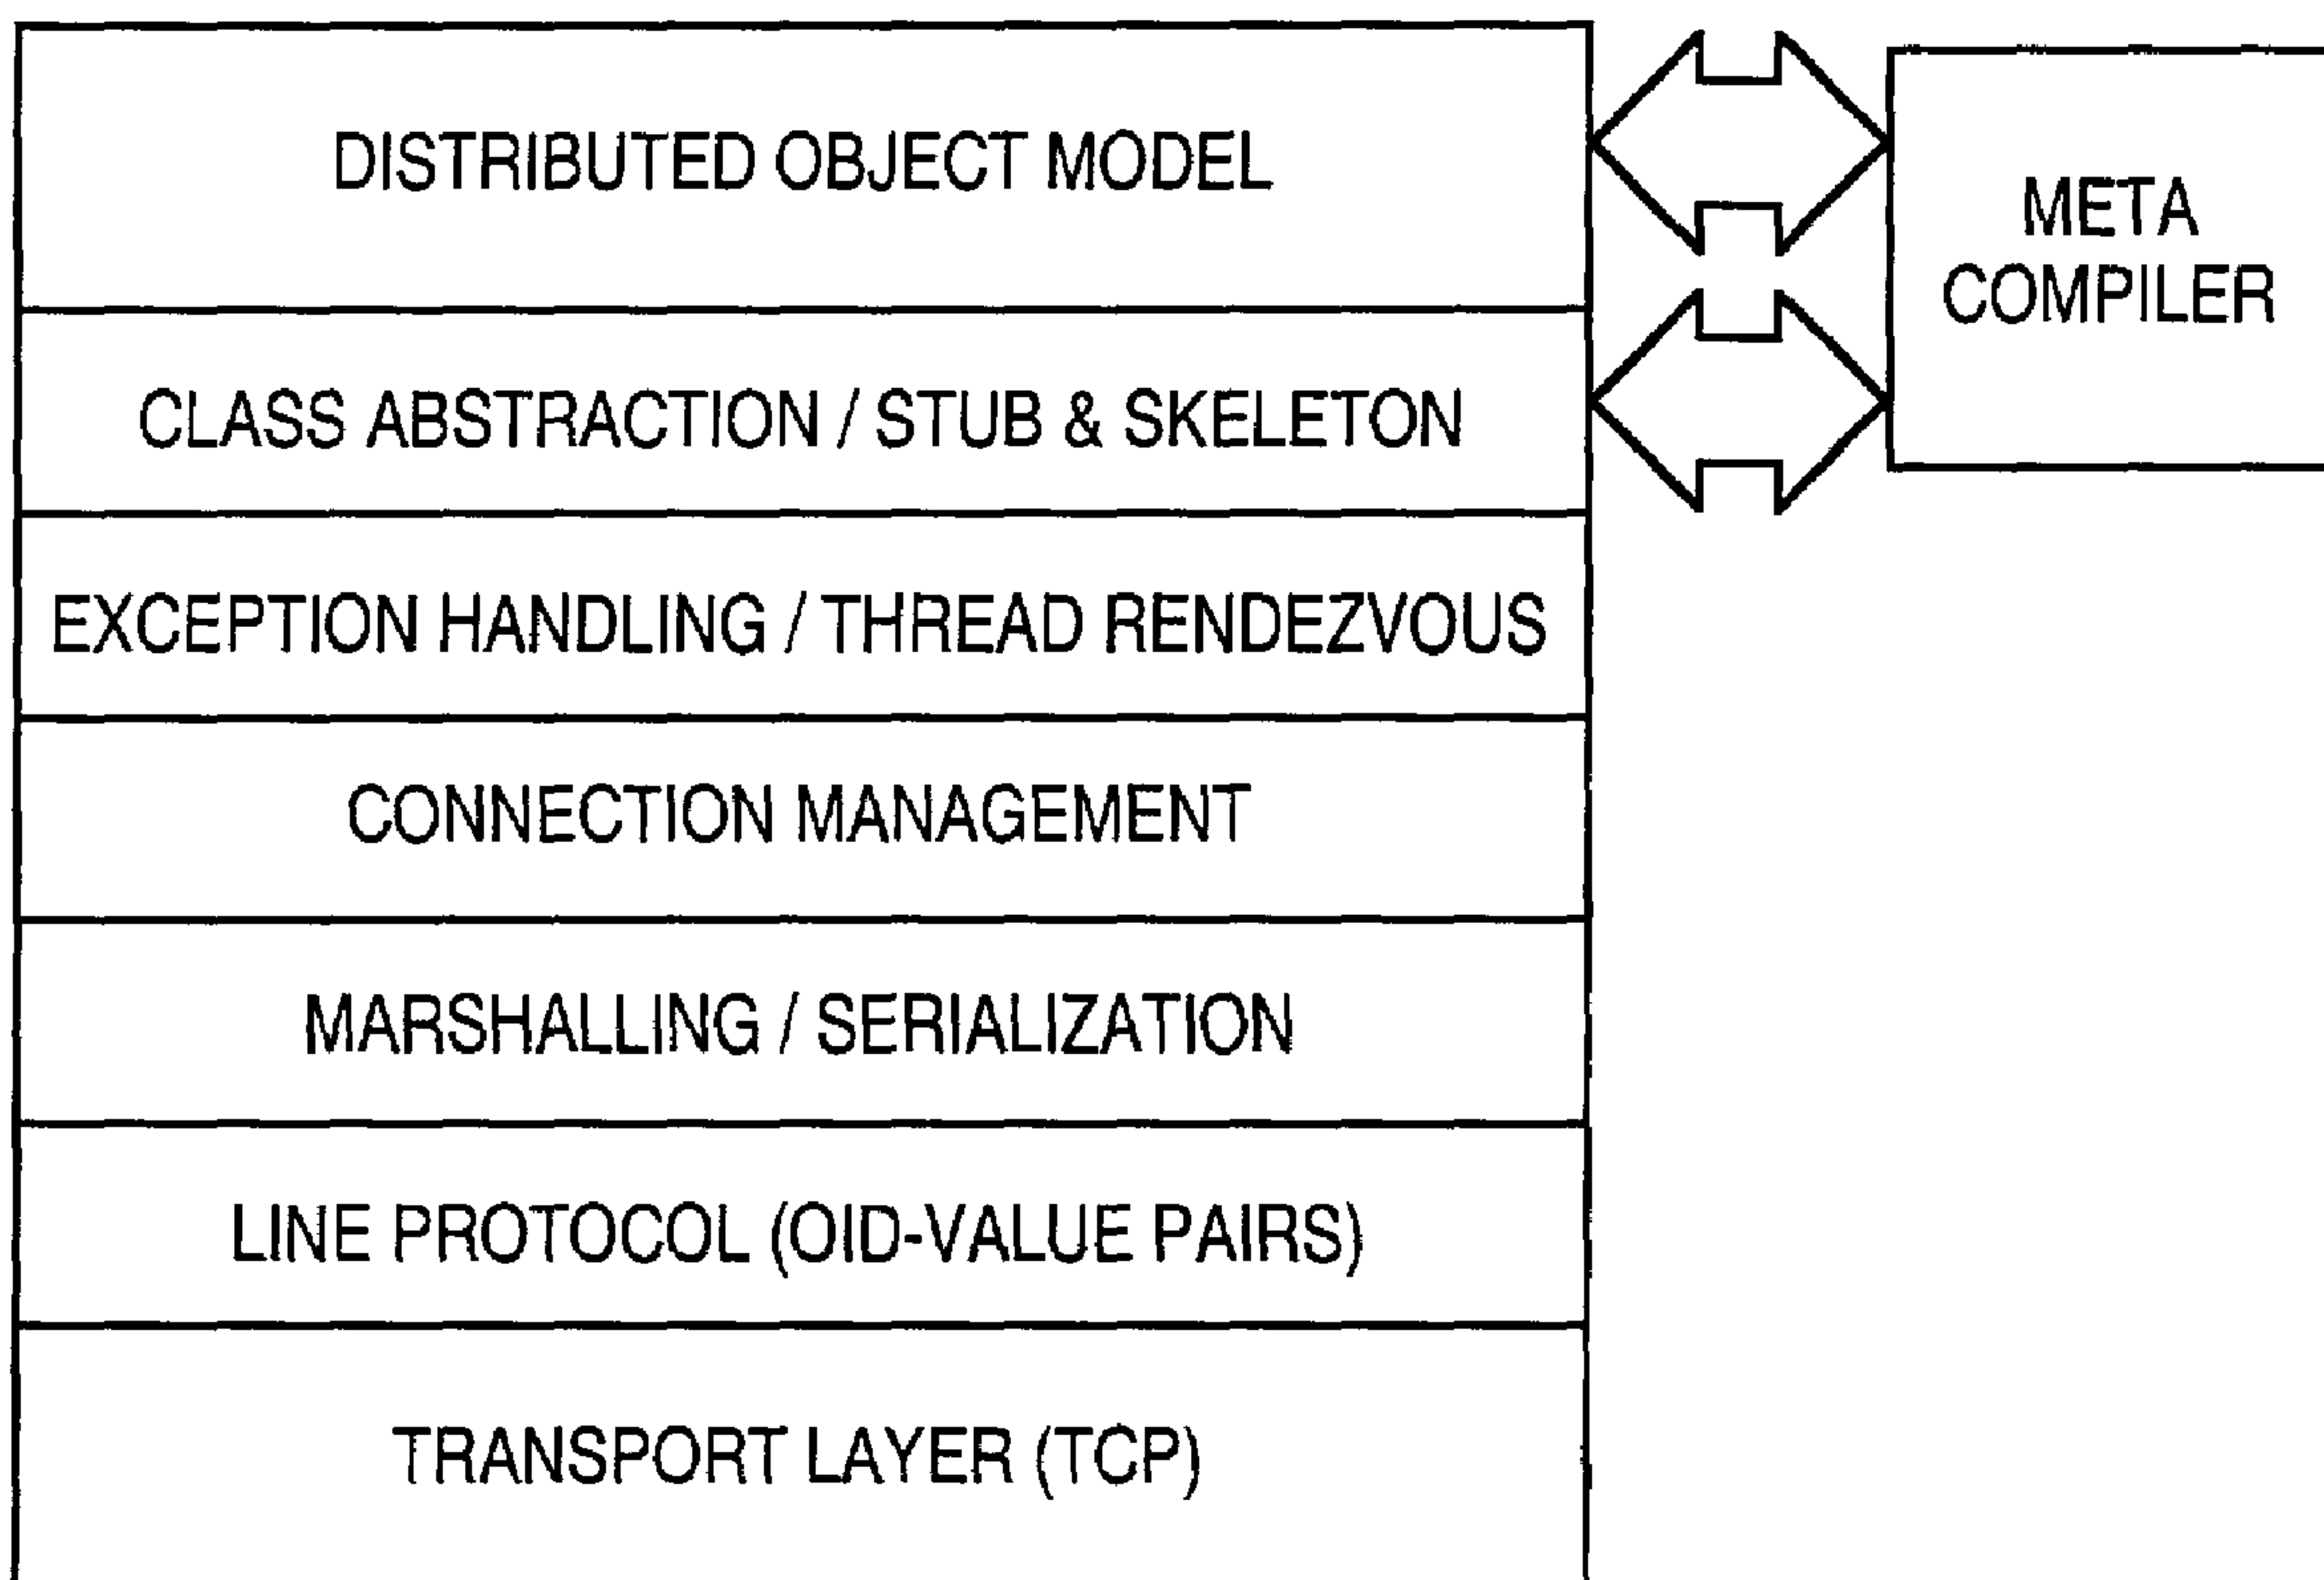 DISTRIBUTED OBJECT MODEL
META
COMPILER
CLASS ABSTRACTION / STUB & SKELETON
EXCEPTION HANDLING / THREAD RENDEZVOUS
CONNECTION MANAGEMENT
MARSHALLING / SERIALIZATION
LINE PROTOCOL (OID-VALUE PAIRS)
TRANSPORT LAYER (TCP)